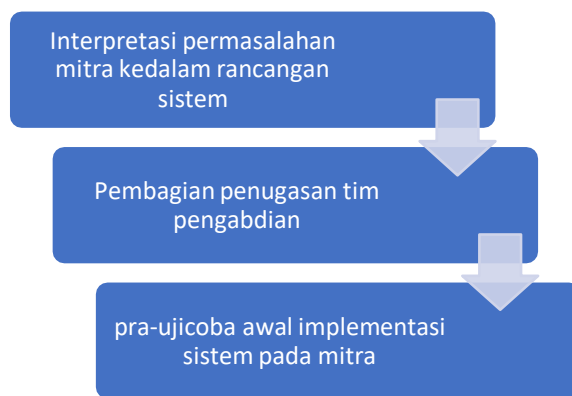 Interpretasi permasalahan
mitra kedalam rancangan
sistem
Pembagian penugasan tim
pengabdian
pra-ujicoba awal implementasi
sistem pada mitra